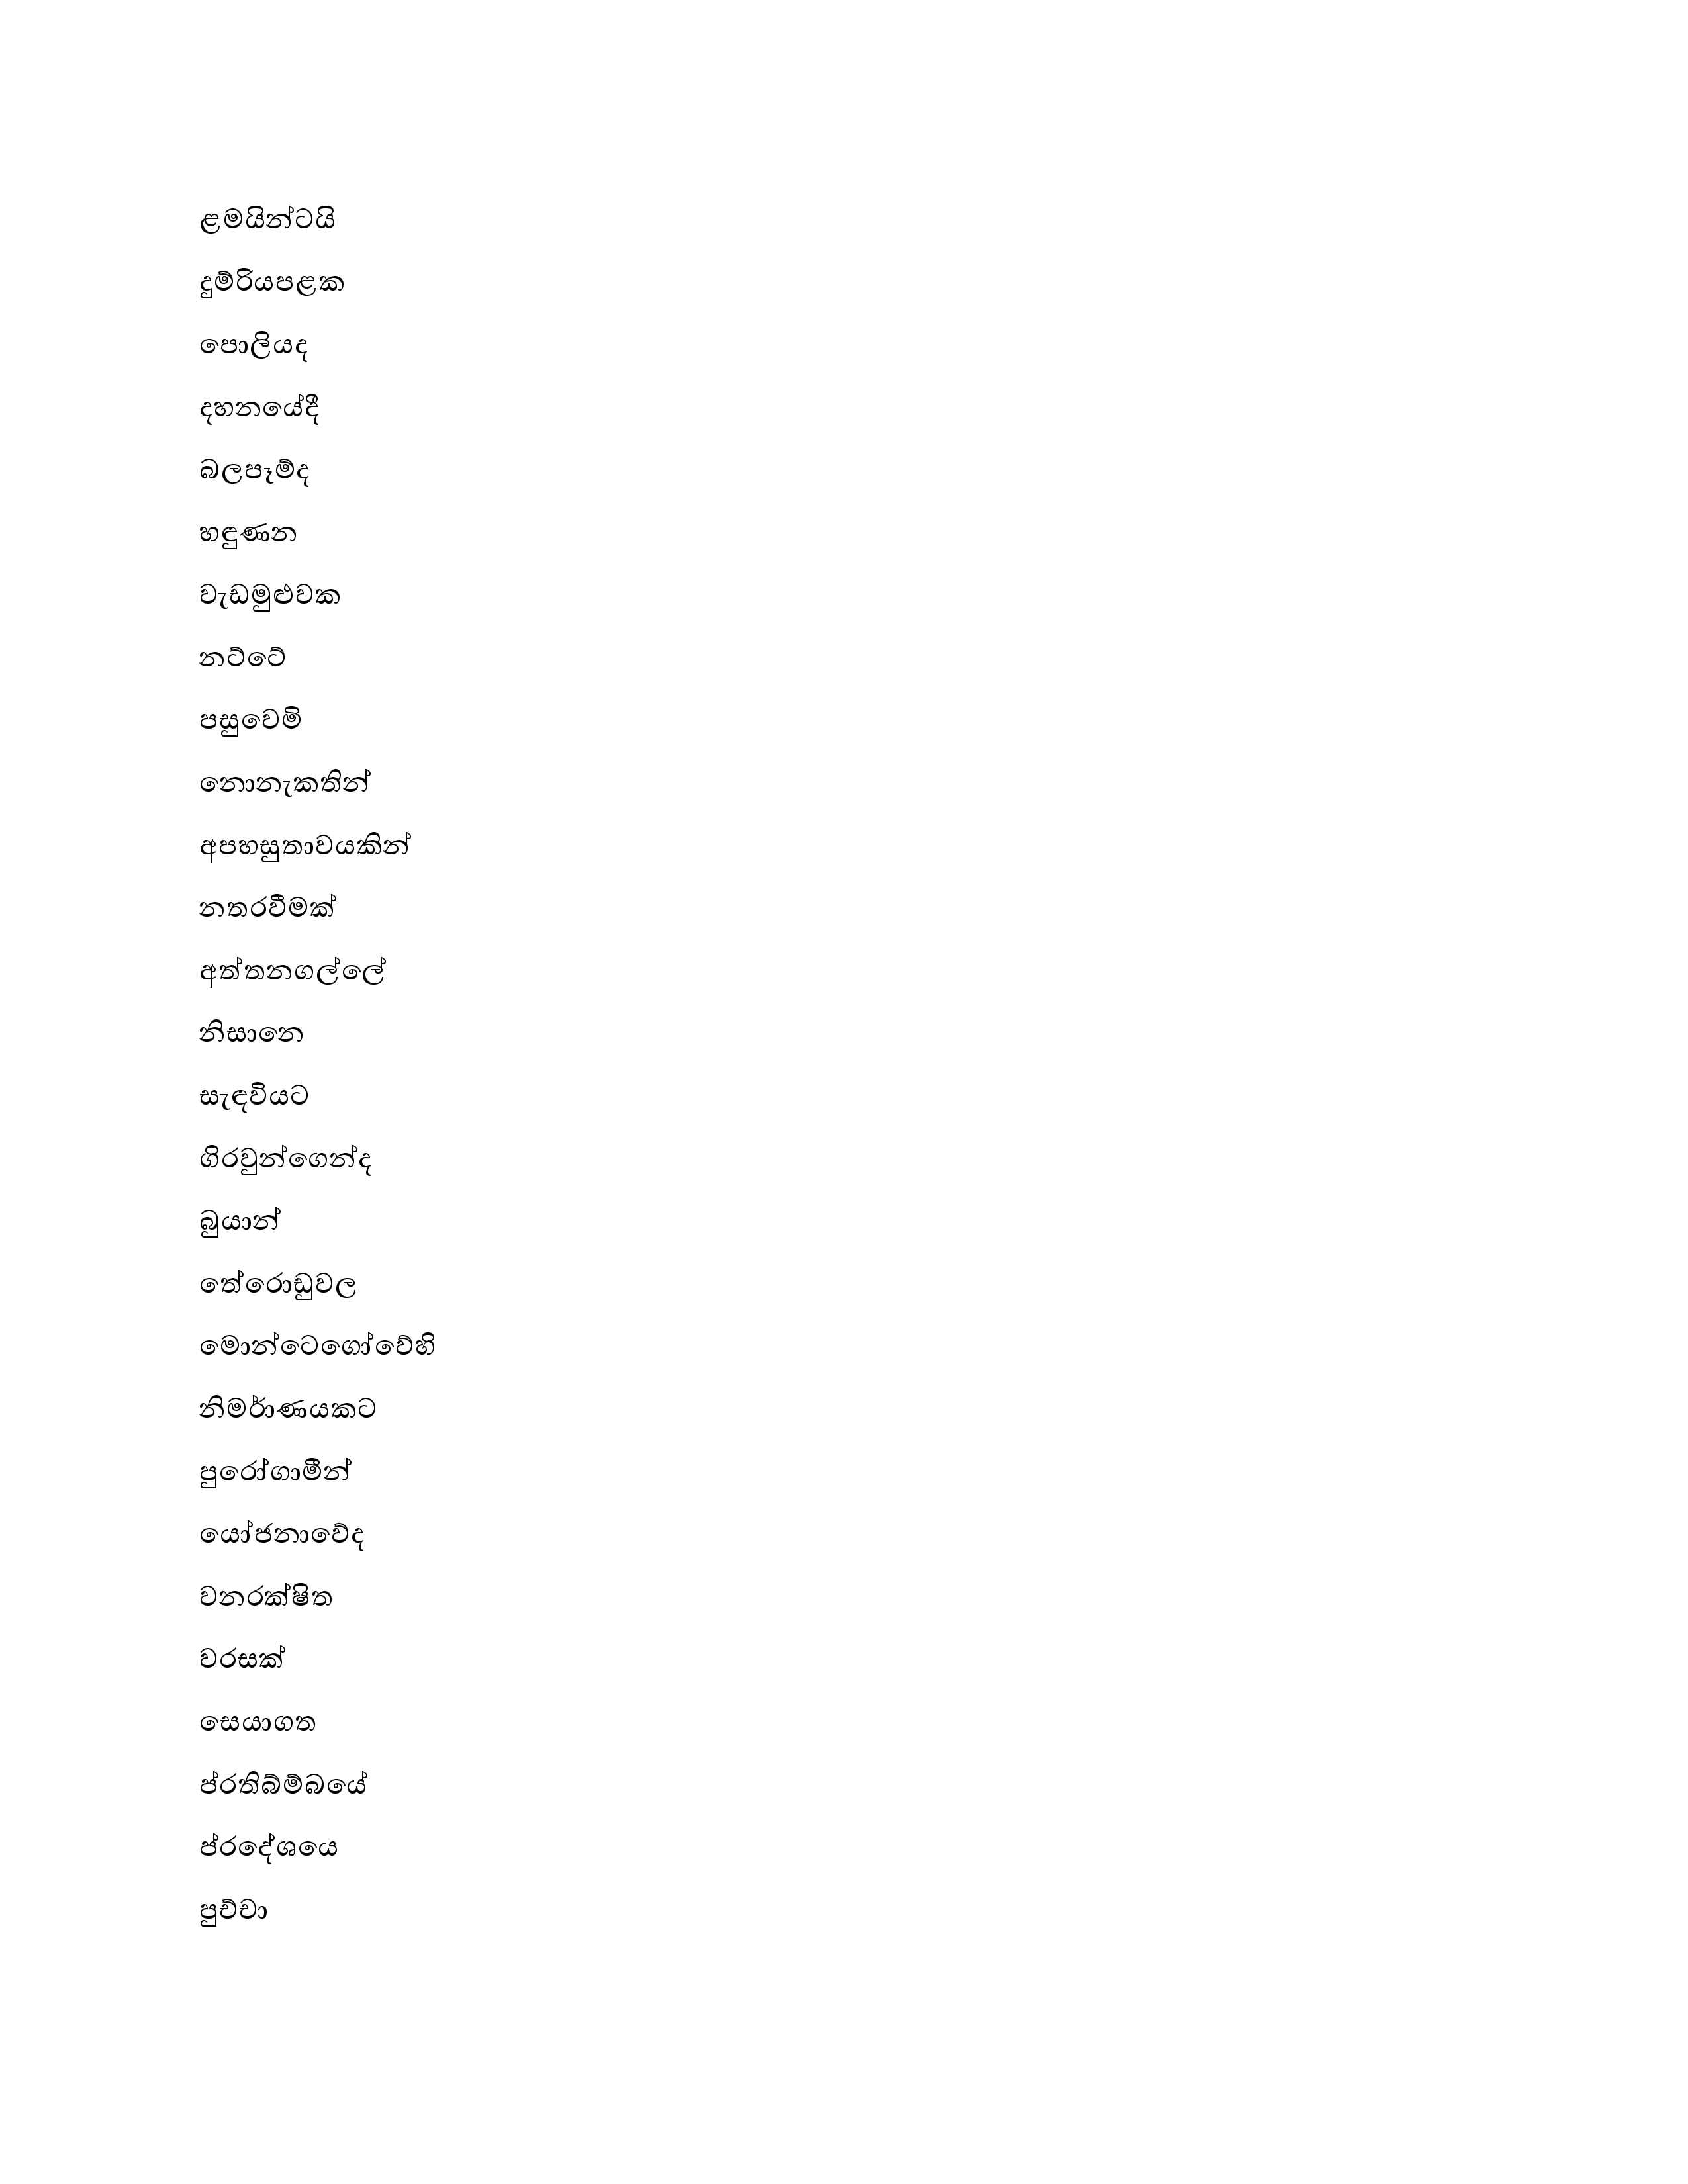 ළමයින්ටයි
දුම්රියපළක
පොලියද
දහනයේදී
බලපෑම්ද
හඳුණන
වැඩමුළුවක
නට්ටේ
පසුවෙමි
නොනැකතින්
අපහසුතාවයකින්
නතරවීමක්
අත්තනගල්ලේ
නිසානෙ
සැඳවියට
ගිරවුන්ගෙන්ද
බුයාන්
තේරොඩුවල
මොන්ටෙගෝවේහි
නිර්මාණයකට
පුරෝගාමීන්
යෝජනාවේද
වනරක්ෂිත
වරසක්
සෙයාගත
ප්රතිබ්ම්බයේ
ප්රදේශයෙ
පුච්චා